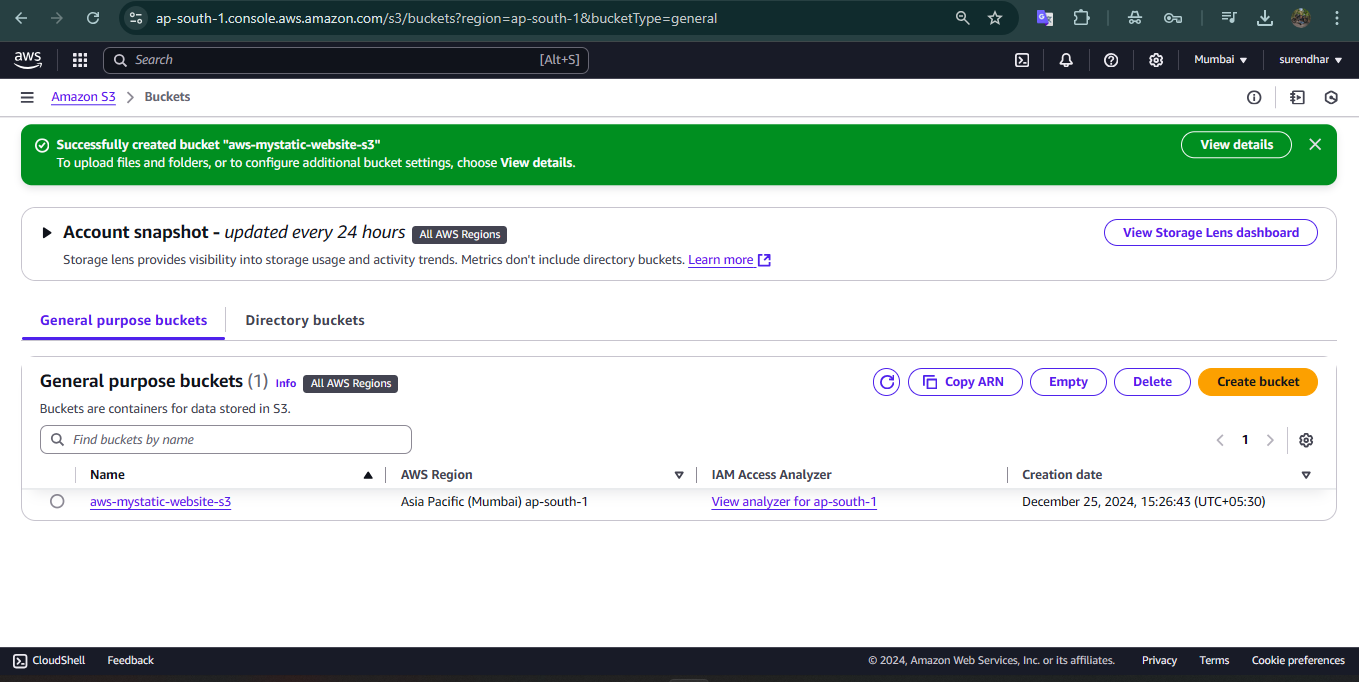 ap-south-1.console.aws.amazon.com/s3/buckets?region=ap-south-1&bucketType=general
aws
Search [Alt+S]
Mumbai
surendhar
Amazon S3 Buckets
Successfully created bucket "aws-mystatic-website-s3"
To upload files and folders, or to configure additional bucket settings, choose View details.
View details
Account snapshot - updated every 24 hours All AWS Regions
View Storage Lens dashboard
Storage lens provides visibility into storage usage and activity trends. Metrics don't include directory buckets. Learn more
General purpose buckets Directory buckets
General purpose buckets (1) Info All AWS Regions
Copy ARN Empty Delete Create bucket
Buckets are containers for data stored in S3.
Find buckets by name
1
Name AWS Region IAM Access Analyzer Creation date
aws-mystatic-website-s3 Asia Pacific (Mumbai) ap-south-1 View analyzer for ap-south-1 December 25, 2024, 15:26:43 (UTC+05:30)
CloudShell Feedback © 2024, Amazon Web Services, Inc. or its affiliates. Privacy Terms Cookie preferences